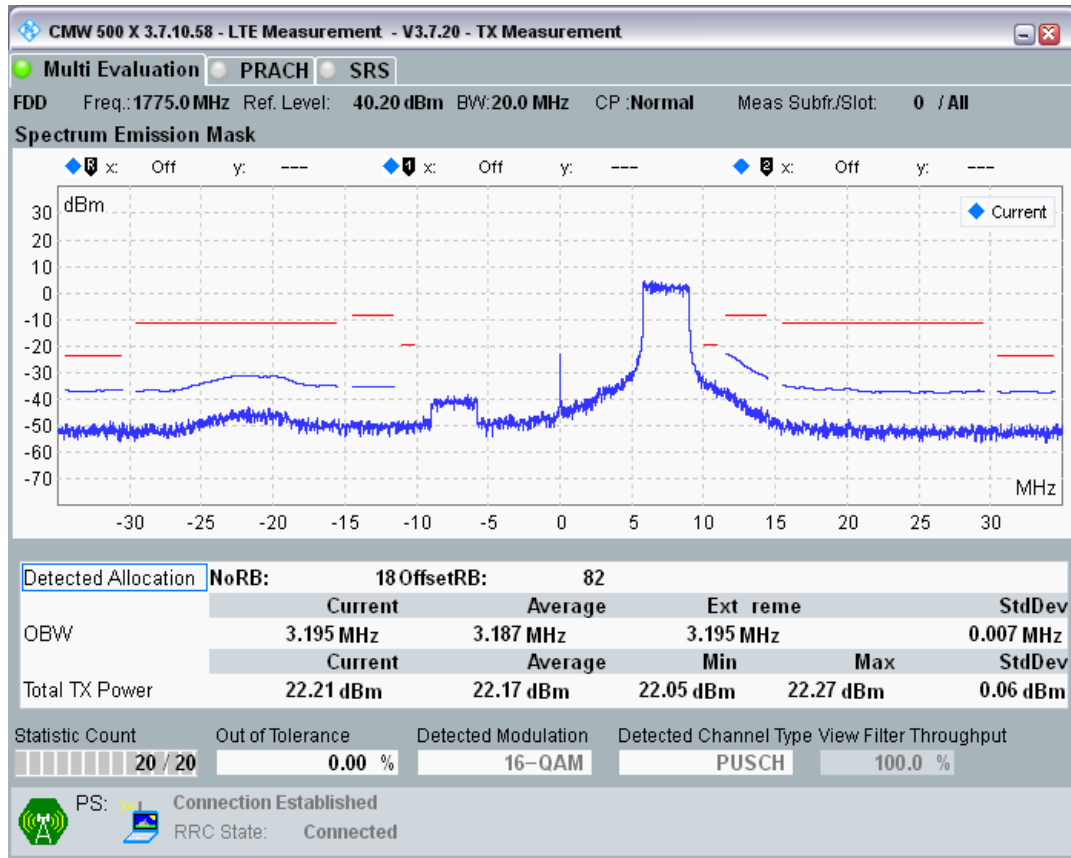 CMW 500 X 3.7.10.58 - LTE Measurement - V3.7.20 - TX Measurement
Multi Evaluation PRACH SRS
FDD Freq.: 1775.0 MHz Ref. Level: 40.20 dBm BW: 20.0 MHz CP : Normal Meas Subfr./Slot: 0 / All
Spectrum Emission Mask
R x: Off y: --- 1 x: Off y: --- 2 x: Off y: ---
dBm
Current
30
20
10
0
-10
-20
-30
-40
-50
-60
-70
MHz
-30 -25 -20 -15 -10 -5 0 5 10 15 20 25 30
Detected Allocation NoRB: 18 OffsetRB: 82
Current Average Ext reme StdDev
OBW 3.195 MHz 3.187 MHz 3.195 MHz 0.007 MHz
Current Average Min Max StdDev
Total TX Power 22.21 dBm 22.17 dBm 22.05 dBm 22.27 dBm 0.06 dBm
Statistic Count Out of Tolerance Detected Modulation Detected Channel Type View Filter Throughput
20 / 20 0.00 % 16-QAM PUSCH 100.0 %
PS: Connection Established
RRC State: Connected